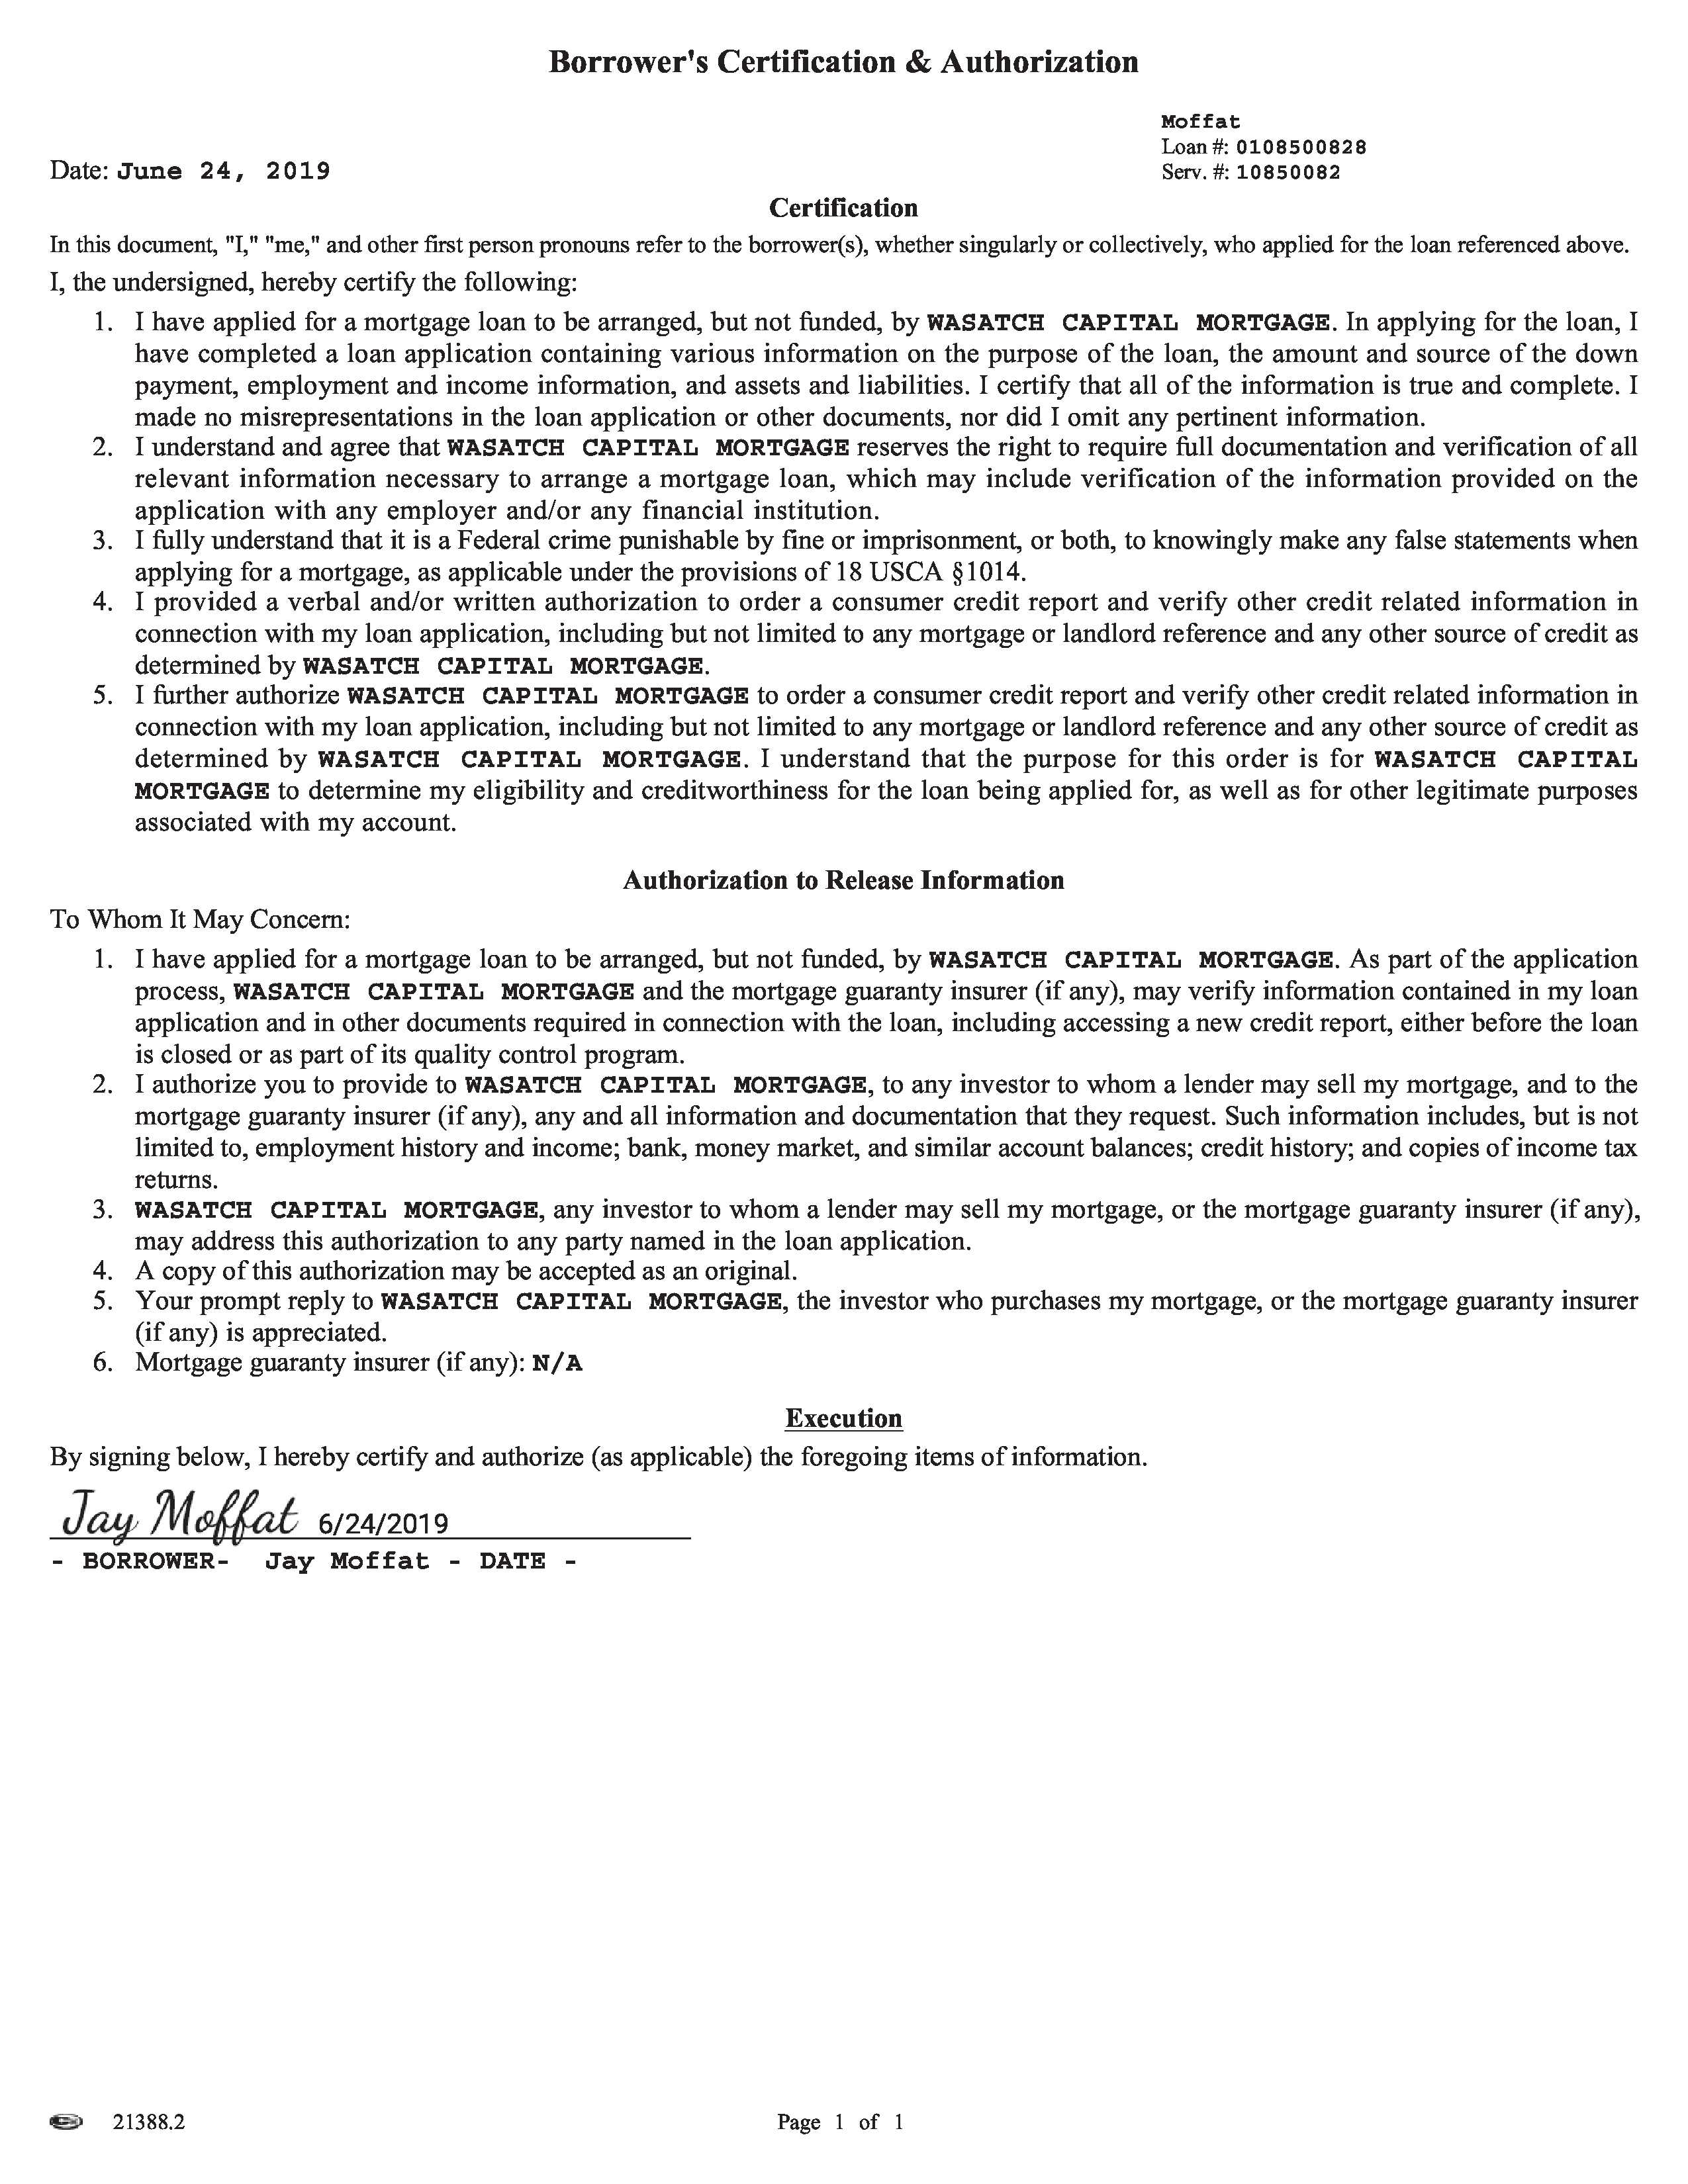 Borrower's Certification & Authorization
Moffat
Loan #: 0108500828
Date: June 24, 2019
Serv. #: 10850082
Certification
In this document, "I," "me," and other first person pronouns refer to the borrower(s), whether singularly or collectively, who applied for the loan referenced above.
I, the undersigned, hereby certify the following:
1. I have applied for a mortgage loan to be arranged, but not funded, by WASATCH CAPITAL MORTGAGE. In applying for the loan, I
have completed a loan application containing various information on the purpose of the loan, the amount and source of the down
payment, employment and income information, and assets and liabilities. I certify that all of the information is true and complete. I
made no misrepresentations in the loan application or other documents, nor did I omit any pertinent information.
2. I understand and agree that WASATCH CAPITAL MORTGAGE reserves the right to require full documentation and verification of all
relevant information necessary to arrange a mortgage loan, which may include verification of the information provided on the
application with any employer and/or any financial institution.
3. I fully understand that it is a Federal crime punishable by fine or imprisonment, or both, to knowingly make any false statements when
applying for a mortgage, as applicable under the provisions of 18 USCA §1014.
4. I provided a verbal and/or written authorization to order a consumer credit report and verify other credit related information in
connection with my loan application, including but not limited to any mortgage or landlord reference and any other source of credit as
determined by WASATCH CAPITAL MORTGAGE.
5. I further authorize WASATCH CAPITAL MORTGAGE to order a consumer credit report and verify other credit related information in
connection with my loan application, including but not limited to any mortgage or landlord reference and any other source of credit as
determined by WASATCH CAPITAL MORTGAGE. I understand that the purpose for this order is for WASATCH CAPITAL
MORTGAGE to determine my eligibility and creditworthiness for the loan being applied for, as well as for other legitimate purposes
associated with my account.
Authorization to Release Information
To Whom It May Concern:
1. I have applied for a mortgage loan to be arranged, but not funded, by WASATCH CAPITAL MORTGAGE. As part of the application
process, WASATCH CAPITAL MORTGAGE and the mortgage guaranty insurer (if any), may verify information contained in my loan
application and in other documents required in connection with the loan, including accessing a new credit report, either before the loan
is closed or as part of its quality control program.
2. I authorize you to provide to WASATCH CAPITAL MORTGAGE, to any investor to whom a lender may sell my mortgage, and to the
mortgage guaranty insurer (if any), any and all information and documentation that they request. Such information includes, but is not
limited to, employment history and income; bank, money market, and similar account balances; credit history; and copies of income tax
returns.
3. WASATCH CAPITAL MORTGAGE, any investor to whom a lender may sell my mortgage, or the mortgage guaranty insurer (if any),
may address this authorization to any party named in the loan application.
4. A copy of this authorization may be accepted as an original.
5. Your prompt reply to WASATCH CAPITAL MORTGAGE, the investor who purchases my mortgage, or the mortgage guaranty insurer
(if any) is appreciated.
6. Mortgage guaranty insurer (if any): N/A
Execution
By signing below, I hereby certify and authorize (as applicable) the foregoing items of information.
Jay Moffat 6/24/2019
- BORROWER- Jay Moffat - DATE -
21388.2
Page 1 of 1